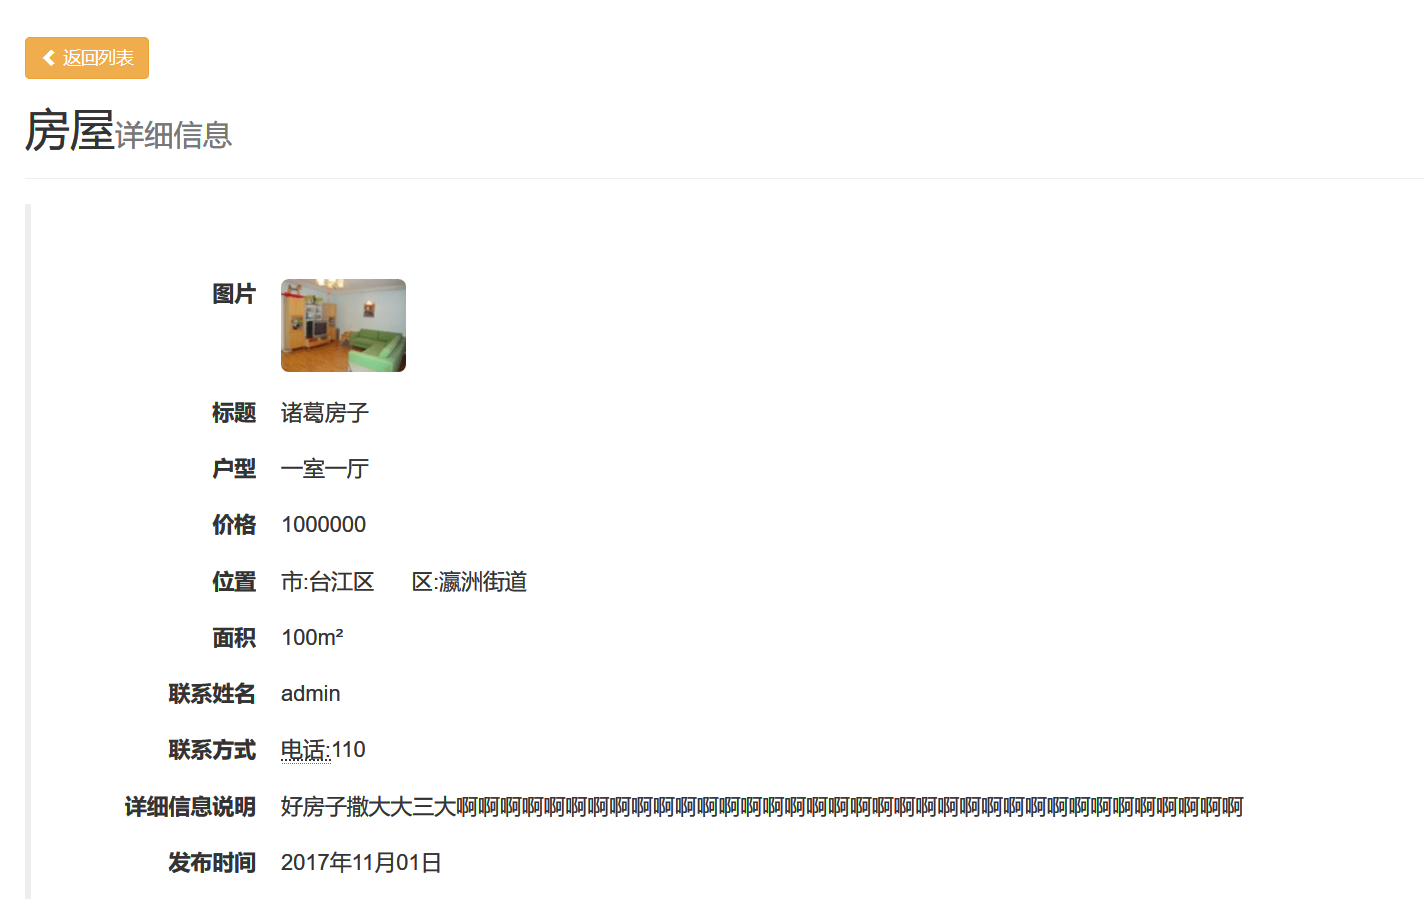 返回列表
房屋详细信息
图片
标题 诸葛房子
户型 一室一厅
价格 1000000
位置 市:台江区 区:瀛洲街道
面积 100m²
联系姓名 admin
联系方式 电话:110
详细信息说明 好房子撒大大三大啊啊啊啊啊啊啊啊啊啊啊啊啊啊啊啊啊啊啊啊啊啊啊啊啊啊啊啊啊啊啊啊啊啊啊啊
发布时间 2017年11月01日